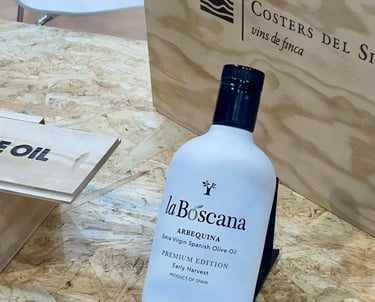 COSTERS DEL SI
vins de finca
E OIL
la Boscana
ARBEQUINA
Extra Virgin Spanish Olive Oil
PREMIUM EDITION
Early Harvest
PRODUCT OF SPAIN